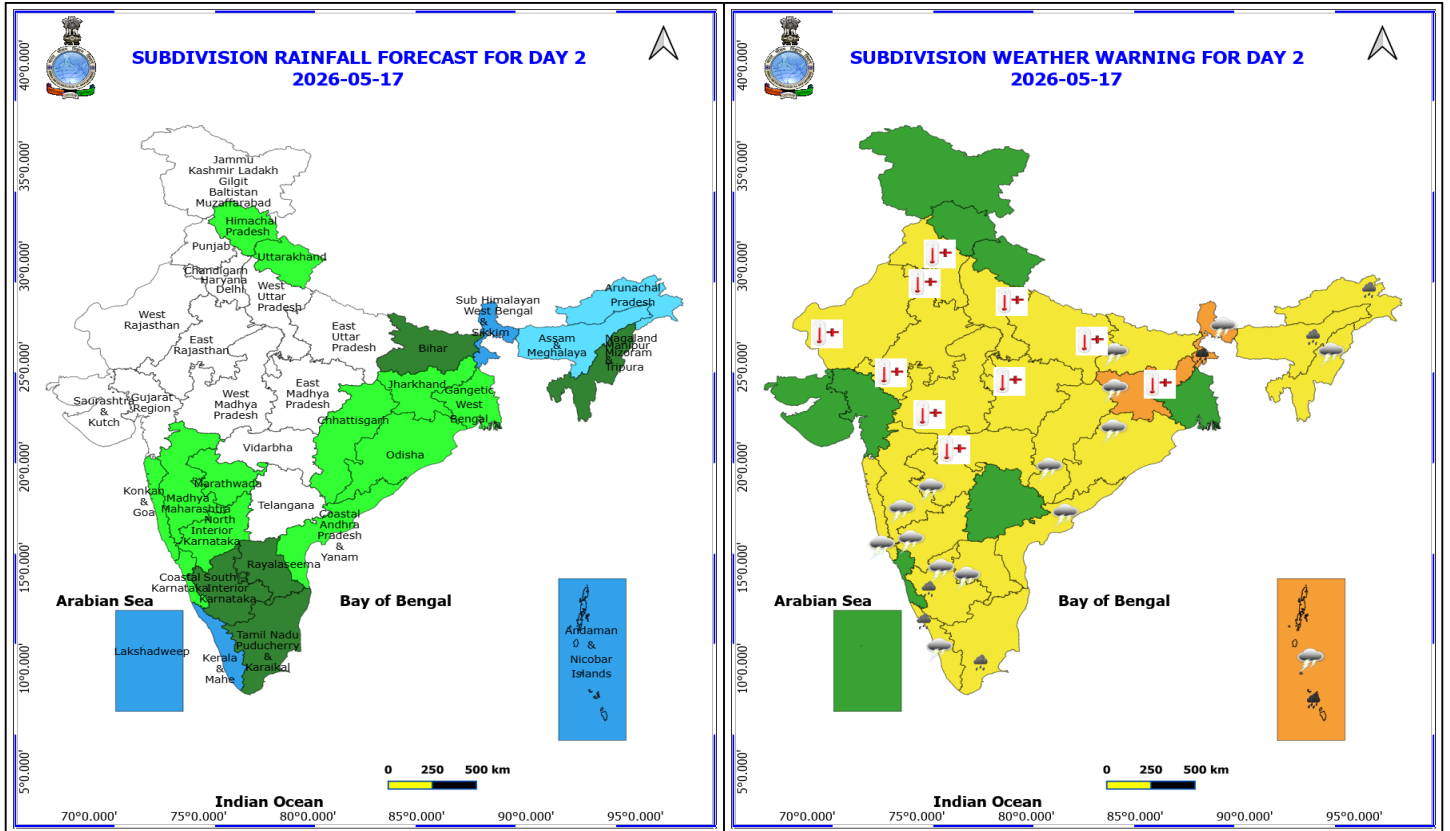 SUBDIVISION RAINFALL FORECAST FOR DAY 2
2026-05-17
40°0.000'
35°0.000'
30°0.000'
25°0.000'
20°0.000'
15°0.000'
10°0.000'
5°0.000'
Jammu
Kashmir Ladakh
Gilgit
Baltistan
Muzaffarabad
Himachal
Pradesh
Punjab
Uttarakhand
Chandigarh
Haryana
Delhi
West
Uttar
Pradesh
West
Rajasthan
East
Rajasthan
East
Uttar
Pradesh
Bihar
Sub Himalayan
West Bengal
&
Sikkim
Arunachal
Pradesh
Assam
&
Meghalaya
Nagaland
Manipur
Mizoram
&
Tripura
Saurashtra
&
Kutch
Gujarat
Region
West
Madhya
Pradesh
East
Madhya
Pradesh
Jharkhand
Gangetic
West
Bengal
Chhattisgarh
Odisha
Vidarbha
Konkan
&
Goa
Marathwada
Madhya
Maharashtra
North
Interior
Karnataka
Telangana
Coastal
Andhra
Pradesh
&
Yanam
Rayalaseema
Coastal
Karnataka
South
Interior
Karnataka
Arabian Sea
Bay of Bengal
Lakshadweep
Kerala
&
Mahe
Tamil Nadu
Puducherry
&
Karaikal
Andaman
&
Nicobar
Islands
0 250 500 km
Indian Ocean
70°0.000' 75°0.000' 80°0.000' 85°0.000' 90°0.000' 95°0.000'
SUBDIVISION WEATHER WARNING FOR DAY 2
2026-05-17
40°0.000'
35°0.000'
30°0.000'
25°0.000'
20°0.000'
15°0.000'
10°0.000'
5°0.000'
Arabian Sea
Bay of Bengal
0 250 500 km
Indian Ocean
70°0.000' 75°0.000' 80°0.000' 85°0.000' 90°0.000' 95°0.000'